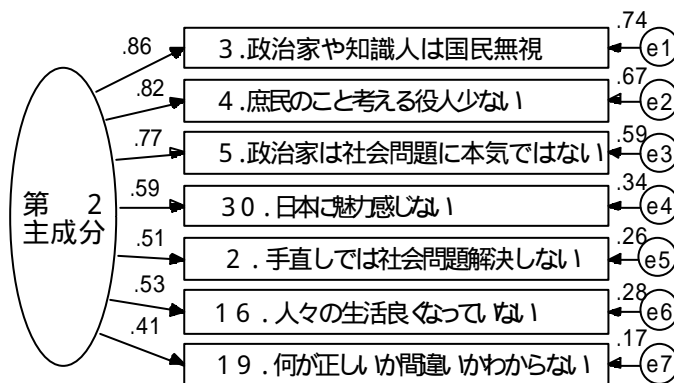 .86
3.政治家や知識人は国民無視
.74
e1
.82
4.庶民のこと考える役人少ない
.67
e2
.77
5.政治家は社会問題に本気ではない
.59
e3
第 2
主成分
.59
30.日本に魅力感じない
.34
e4
.51
2.手直しでは社会問題解決しない
.26
e5
.53
16.人々の生活良くなっていない
.28
e6
.41
19.何が正しいか間違いかわからない
.17
e7